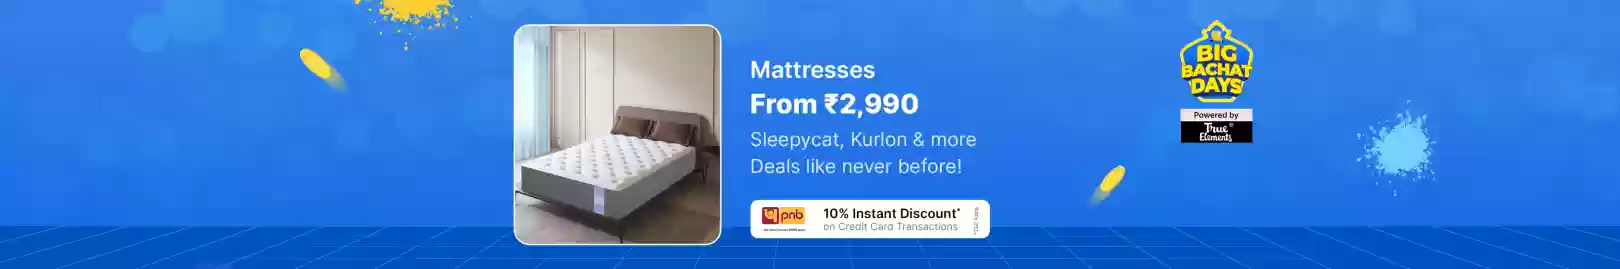 Mattresses
From ₹2,990
Sleepycat, Kurlon & more
Deals like never before!
pnb
10% Instant Discount*
on Credit Card Transactions
BIG
BACHAT
DAYS
Powered by
True
Elements